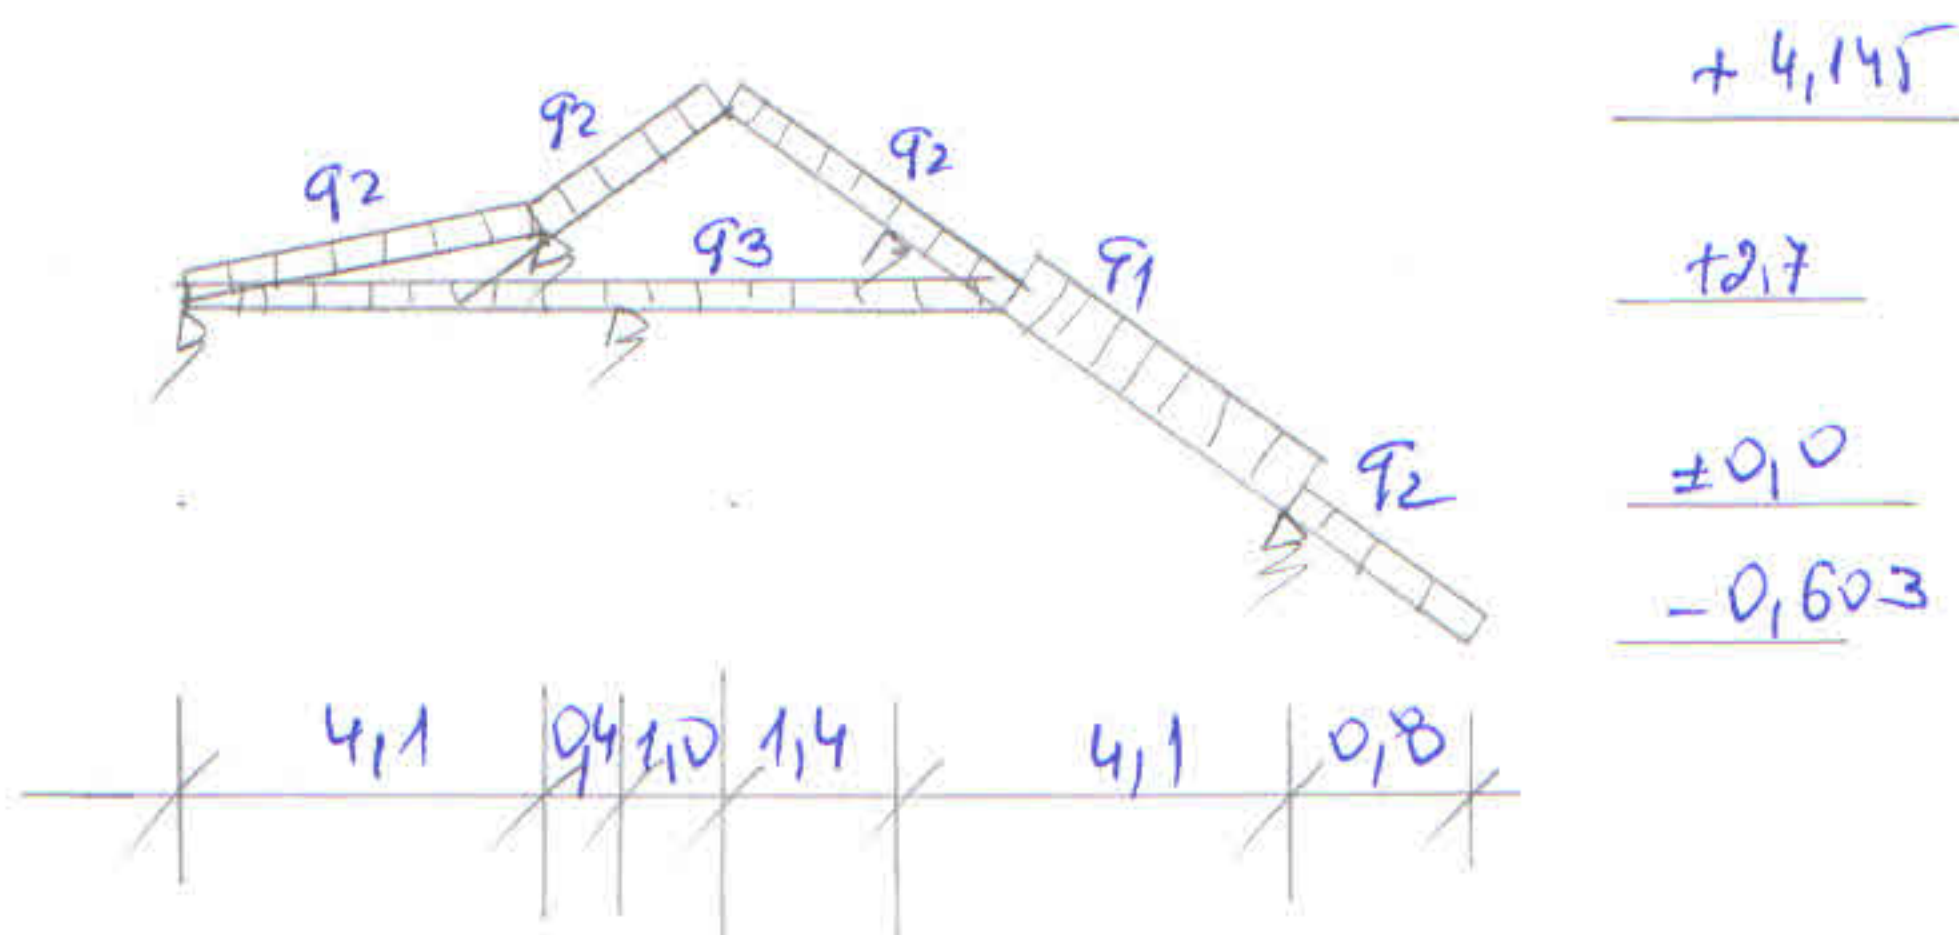 + 4,145
q2
q2
q2
q3
q1
+2,7
±0,0
q2
- 0,603
4,1 0,4 1,0 1,4 4,1 0,8